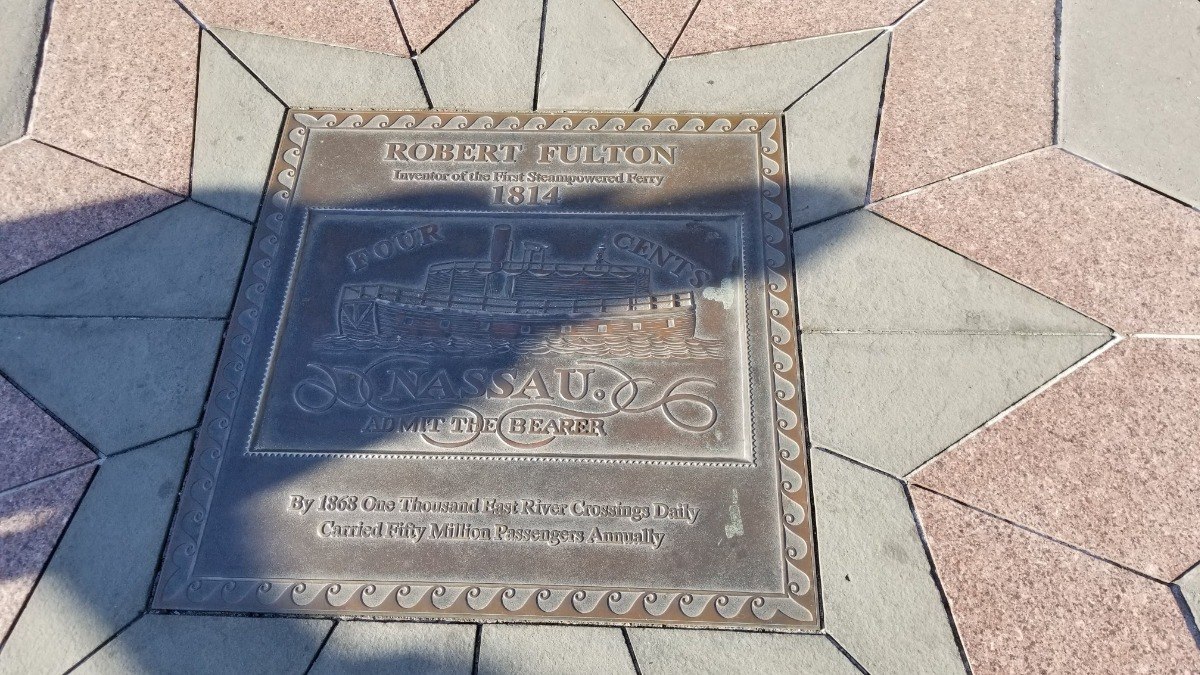 ROBERT FULTON
Inventor of the First Steampowered Ferry
1814
FOUR CENTS
NASSAU.
ADMIT THE BEARER
By 1868 One Thousand East River Crossings Daily
Carried Fifty Million Passengers Annually